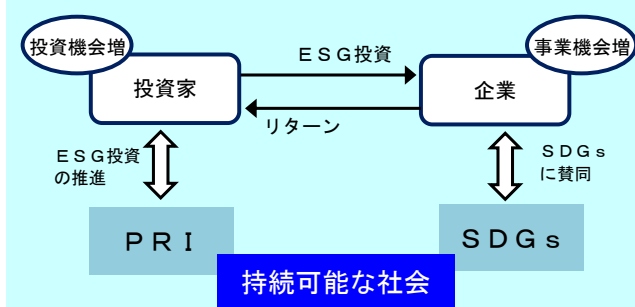 投資機会増
事業機会増
ESG投資
投資家
企業
リターン
ESG投資
の推進
SDGs
に賛同
PRI
SDGs
持続可能な社会